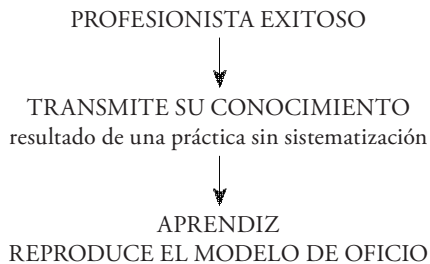 PROFESIONISTA EXITOSO
TRANSMITE SU CONOCIMIENTO
resultado de una práctica sin sistematización
APRENDIZ
REPRODUCE EL MODELO DE OFICIO